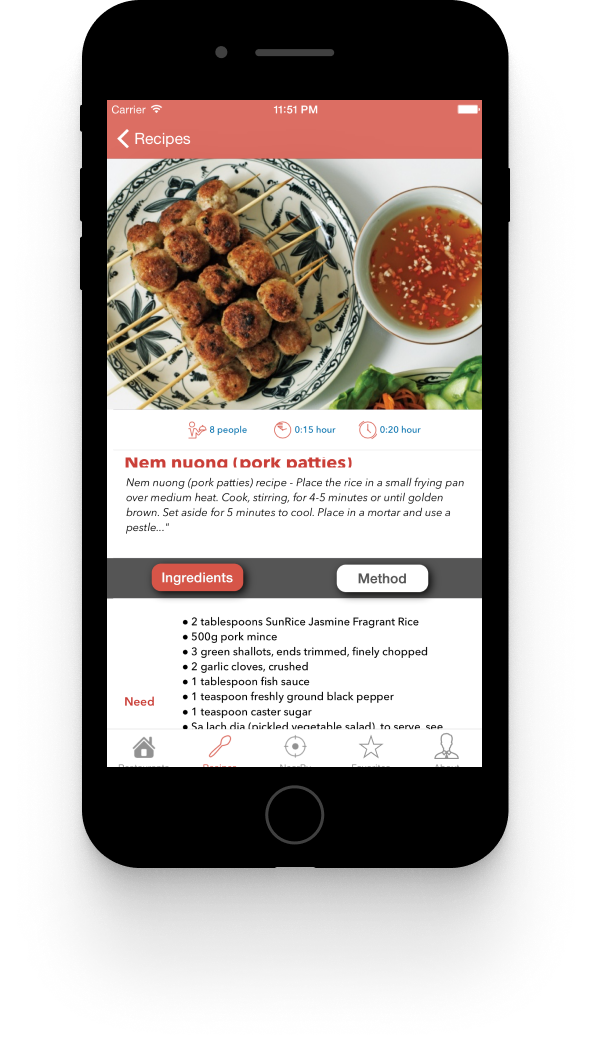 Carrier 11:51 PM
Recipes
8 people 0:15 hour 0:20 hour
Nem nuong (pork patties)
Nem nuong (pork patties) recipe - Place the rice in a small frying pan
over medium heat. Cook, stirring, for 4-5 minutes or until golden
brown. Set aside for 5 minutes to cool. Place in a mortar and use a
pestle..."
Ingredients Method
● 2 tablespoons SunRice Jasmine Fragrant Rice
● 500g pork mince
● 3 green shallots, ends trimmed, finely chopped
● 2 garlic cloves, crushed
● 1 tablespoon fish sauce
Need
● 1 teaspoon freshly ground black pepper
● 1 teaspoon caster sugar
● Sa lach dia (pickled vegetable salad), to serve, see
Restaurants Recipes NearBy Favorites About